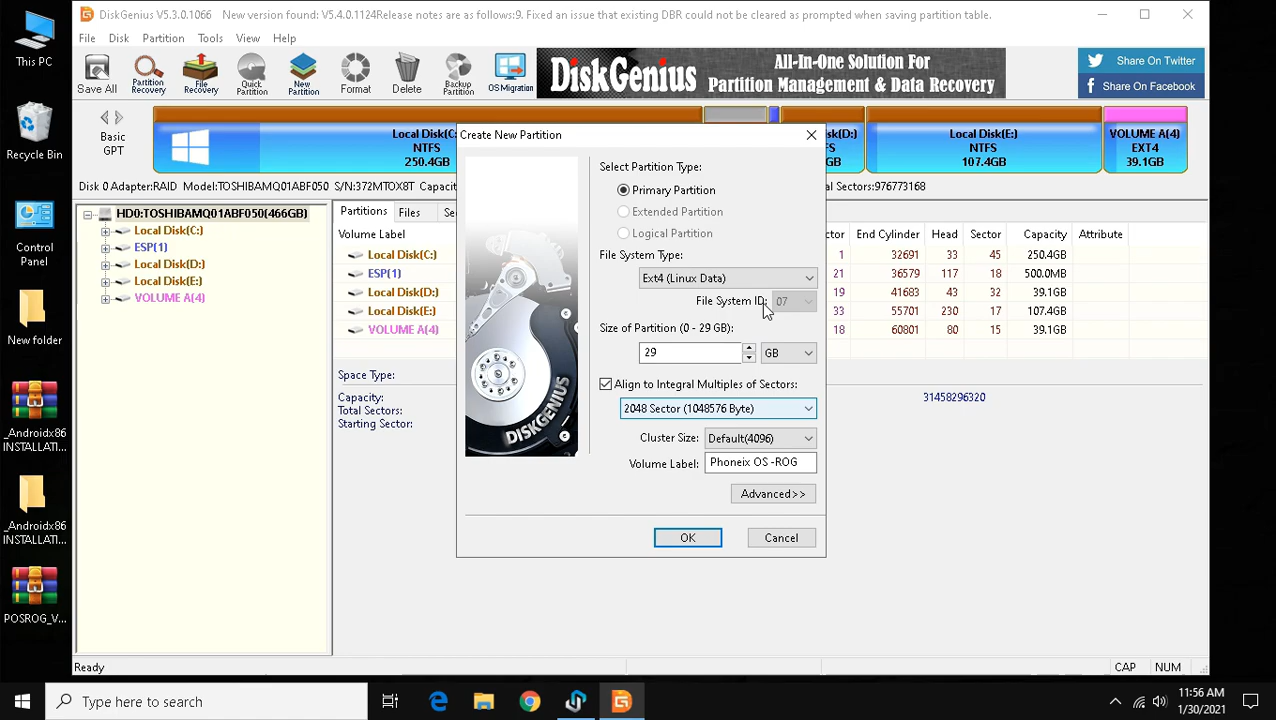 DiskGenius V5.3.0.1066 New version found: V5.4.0.1124Release notes are as follows:9. Fixed an issue that existing DBR could not be cleared as prompted when saving partition table.
File Disk Partition Tools View Help
Save All
Partition Recovery
File Recovery
Quick Partition
New Partition
Format
Delete
Backup Partition
OS Migration
DiskGenius
All-In-One Solution For
Partition Management & Data Recovery
Share On Twitter
Share On Facebook
Basic
GPT
Local Disk(C:)
NTFS
250.4GB
(D:)
GB
Local Disk(E:)
NTFS
107.4GB
VOLUME A(4)
EXT4
39.1GB
Disk 0 Adapter:RAID Model:TOSHIBAMQ01ABF050 S/N:372MTOX8T Capacit
Sectors:976773168
HD0:TOSHIBAMQ01ABF050(466GB)
Local Disk(C:)
ESP(1)
Local Disk(D:)
Local Disk(E:)
VOLUME A(4)
Partitions Files Se
Volume Label
ctor End Cylinder Head Sector Capacity Attribute
Local Disk(C:) 1 32691 33 45 250.4GB
ESP(1) 21 36579 117 18 500.0MB
Local Disk(D:) 19 41683 43 32 39.1GB
Local Disk(E:) 33 55701 230 17 107.4GB
VOLUME A(4) 18 60801 80 15 39.1GB
Space Type:
Capacity: 31458296320
Total Sectors:
Starting Sector:
Create New Partition
Select Partition Type:
Primary Partition
Extended Partition
Logical Partition
File System Type:
Ext4 (Linux Data)
File System ID: 07
Size of Partition (0 - 29 GB):
29 GB
Align to Integral Multiples of Sectors:
2048 Sector (1048576 Byte)
Cluster Size: Default(4096)
Volume Label: Phoneix OS -ROG
Advanced>>
OK Cancel
DISKGENIUS
This PC
Recycle Bin
Control
Panel
New folder
_Androidx86
INSTALLATI...
_Androidx86
INSTALLATI...
POSROG_V...
Ready
CAP NUM
Type here to search
11:56 AM
1/30/2021